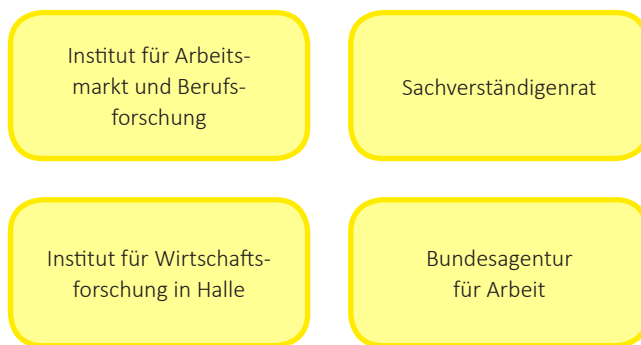 Institut für Arbeits-
markt und Berufs-
forschung
Sachverständigenrat
Institut für Wirtschafts-
forschung in Halle
Bundesagentur
für Arbeit